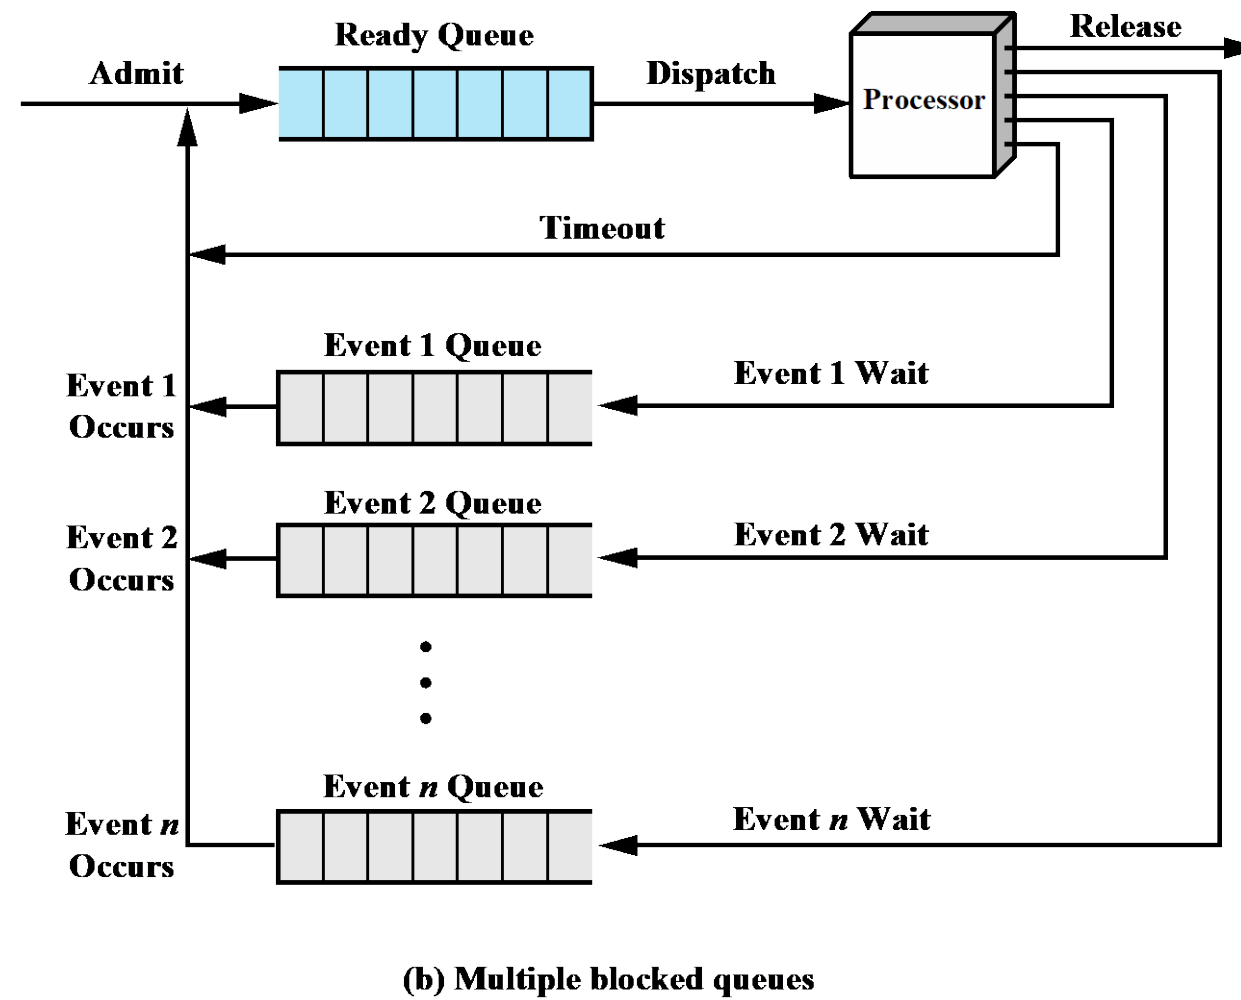 Ready Queue
Release
Admit
Dispatch
Processor
Timeout
Event 1 Queue
Event 1 Wait
Event 1
Occurs
Event 2 Queue
Event 2 Wait
Event 2
Occurs
Event n Queue
Event n Wait
Event n
Occurs
(b) Multiple blocked queues